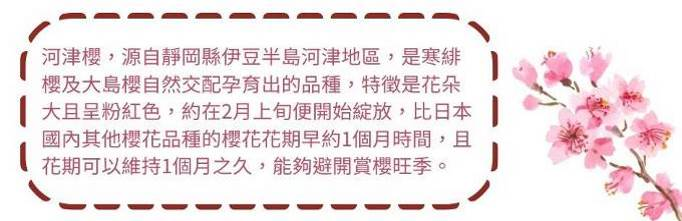 河津櫻，源自靜岡縣伊豆半島河津地區，是寒緋
櫻及大島櫻自然交配孕育出的品種，特徵是花朵
大且呈粉紅色，約在2月上旬便開始綻放，比日本
國內其他櫻花品種的櫻花花期早約1個月時間，且
花期可以維持1個月之久，能夠避開賞櫻旺季。